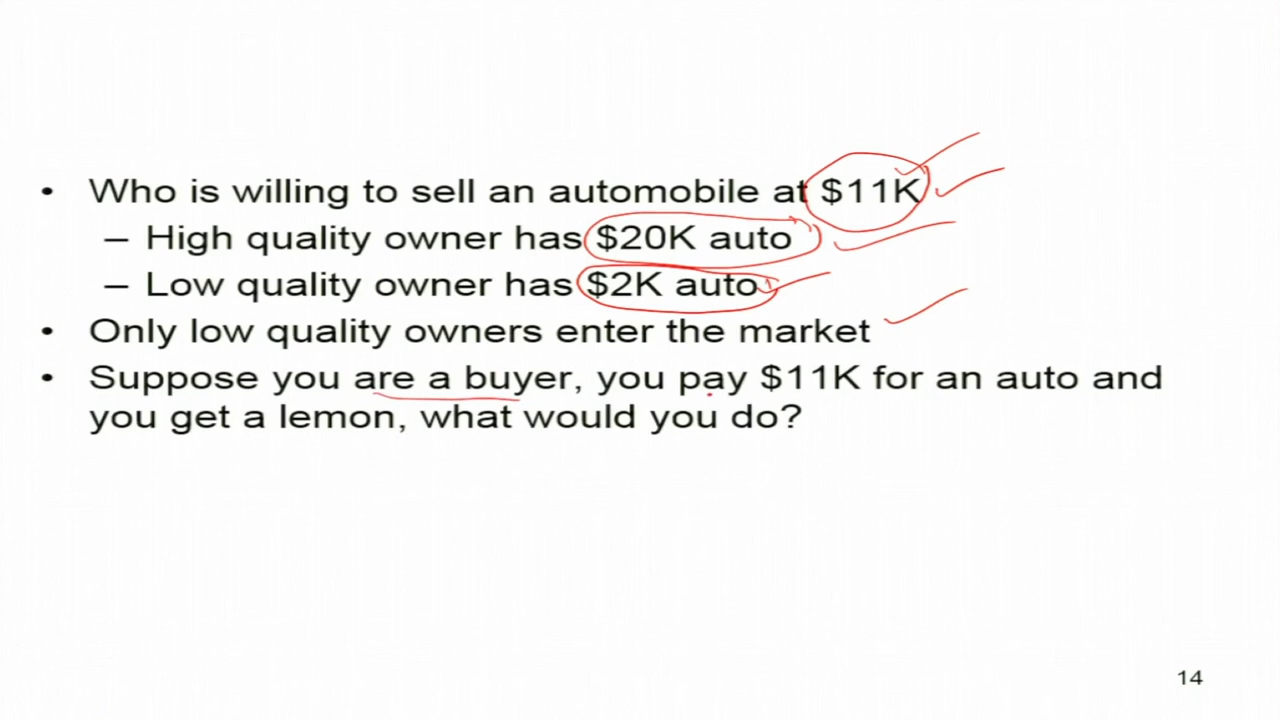 • Who is willing to sell an automobile at $11K
– High quality owner has $20K auto
– Low quality owner has $2K auto
• Only low quality owners enter the market
• Suppose you are a buyer, you pay $11K for an auto and
you get a lemon, what would you do?
14